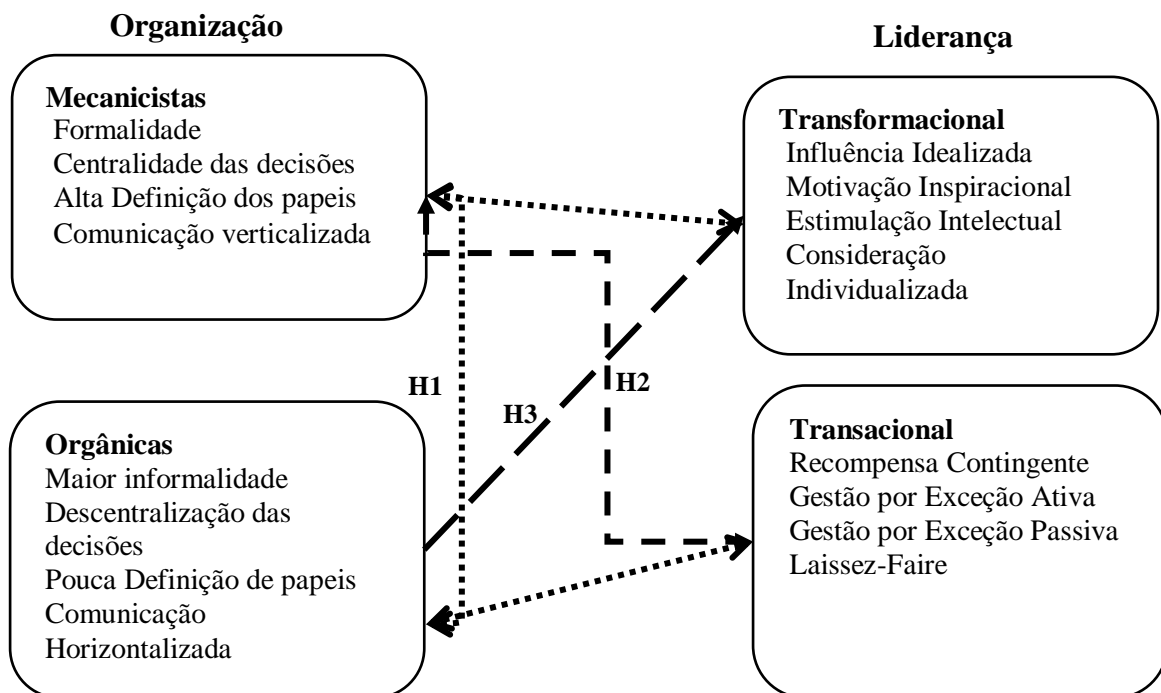 Organização
Mecanicistas
Formalidade
Centralidade das decisões
Alta Definição dos papeis
Comunicação verticalizada
Liderança
Transformacional
Influência Idealizada
Motivação Inspiracional
Estimulação Intelectual
Consideração
Individualizada
H1
H3
H2
Orgânicas
Maior informalidade
Descentralização das
decisões
Pouca Definição de papeis
Comunicação
Horizontalizada
Transacional
Recompensa Contingente
Gestão por Exceção Ativa
Gestão por Exceção Passiva
Laissez-Faire